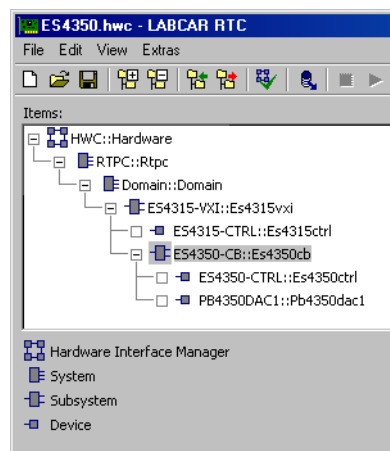 ES4350.hwc - LABCAR RTC
File Edit View Extras
Items:
HWC::Hardware
RTPC::Rtpc
Domain::Domain
ES4315-VXI::Es4315vxi
ES4315-CTRL::Es4315ctrl
ES4350-CB::Es4350cb
ES4350-CTRL::Es4350ctrl
PB4350DAC1::Pb4350dac1
Hardware Interface Manager
System
Subsystem
Device